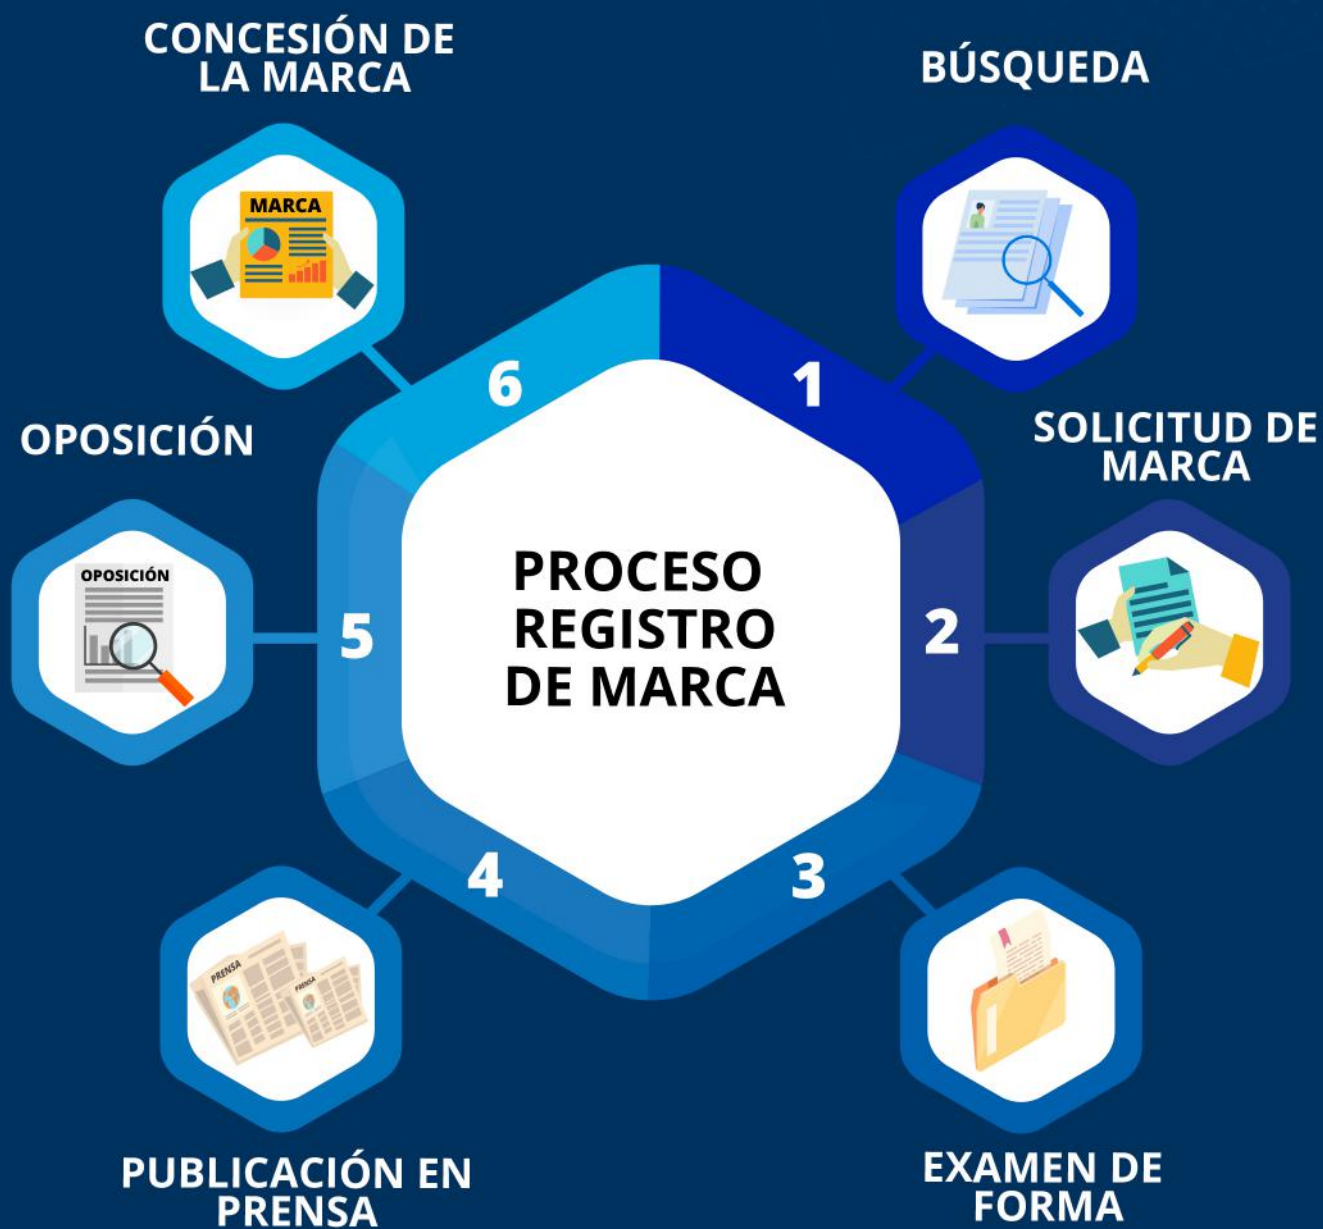 CONCESIÓN DE
LA MARCA
BÚSQUEDA
MARCA
6
1
OPOSICIÓN
SOLICITUD DE
MARCA
OPOSICIÓN
PROCESO
REGISTRO
DE MARCA
5
2
4
3
PRENSA
PRENSA
PUBLICACIÓN EN
PRENSA
EXAMEN DE
FORMA